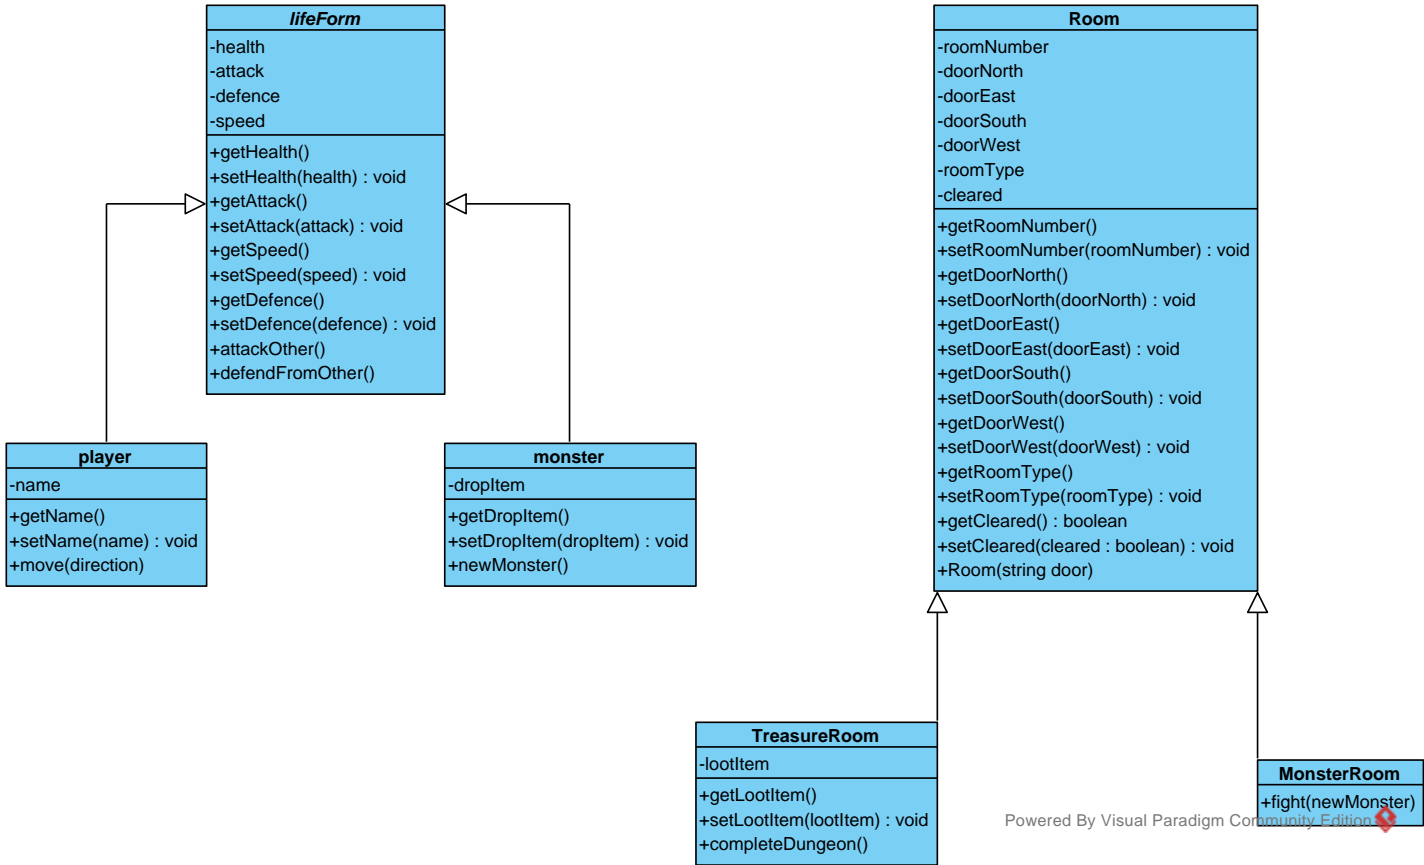 lifeForm
-health
-attack
-defence
-speed
+getHealth()
+setHealth(health) : void
+getAttack()
+setAttack(attack) : void
+getSpeed()
+setSpeed(speed) : void
+getDefence()
+setDefence(defence) : void
+attackOther()
+defendFromOther()
player
-name
+getName()
+setName(name) : void
+move(direction)
monster
-dropItem
+getDropItem()
+setDropItem(dropItem) : void
+newMonster()
Room
-roomNumber
-doorNorth
-doorEast
-doorSouth
-doorWest
-roomType
-cleared
+getRoomNumber()
+setRoomNumber(roomNumber) : void
+getDoorNorth()
+setDoorNorth(doorNorth) : void
+getDoorEast()
+setDoorEast(doorEast) : void
+getDoorSouth()
+setDoorSouth(doorSouth) : void
+getDoorWest()
+setDoorWest(doorWest) : void
+getRoomType()
+setRoomType(roomType) : void
+getCleared() : boolean
+setCleared(cleared : boolean) : void
+Room(string door)
TreasureRoom
-lootItem
+getLootItem()
+setLootItem(lootItem) : void
+completeDungeon()
MonsterRoom
+fight(newMonster)
Powered By Visual Paradigm Community Edition